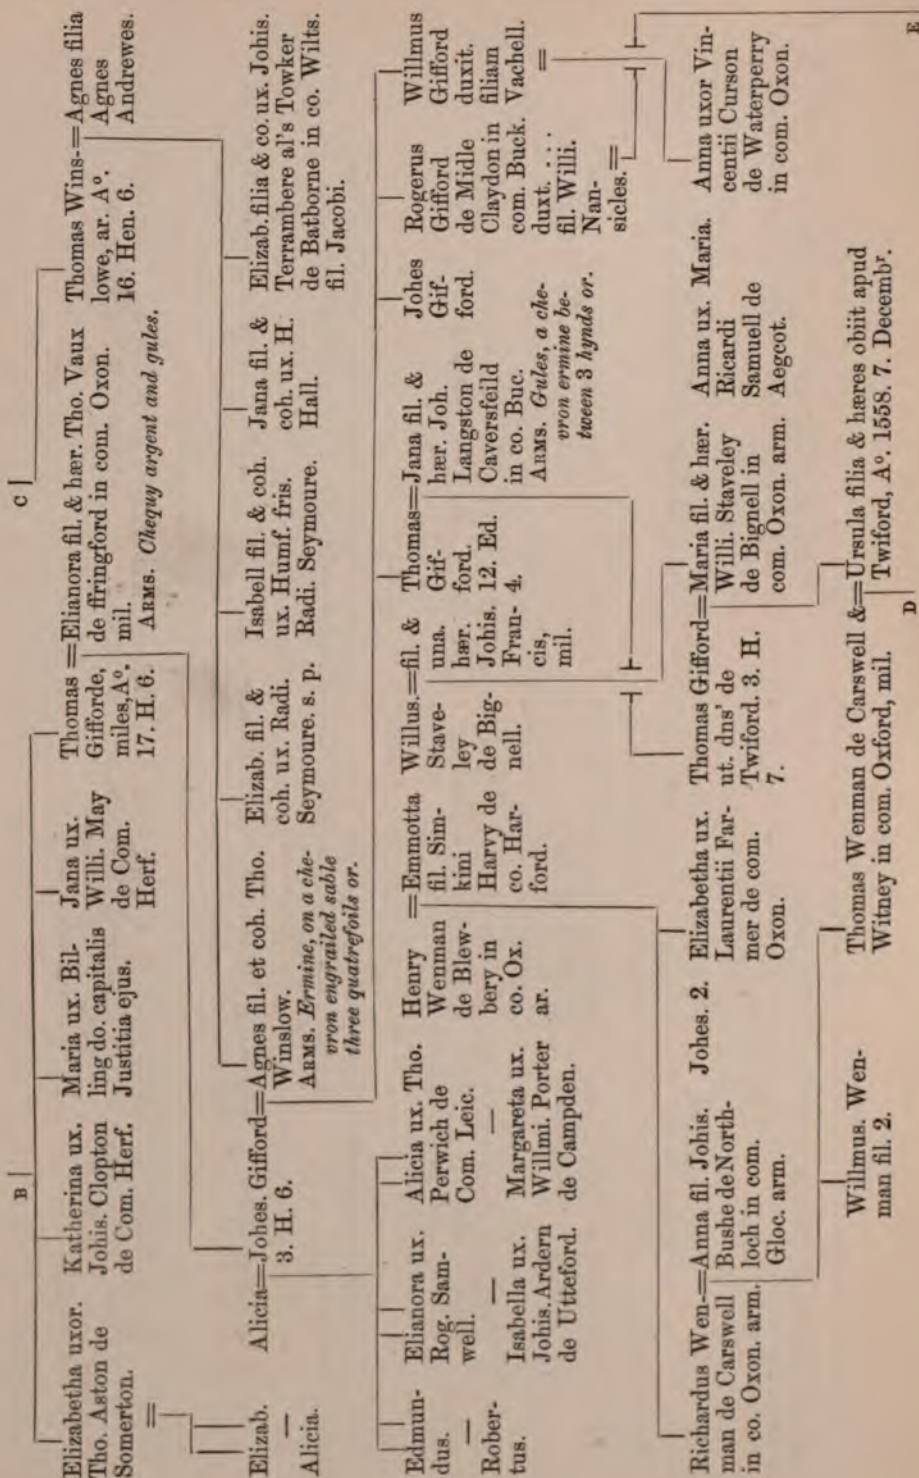 B
C
Elizabetha uxor.
Tho. Aston de
Somerton.
=
Katherina ux.
Johis. Clopton
de Com. Herf.
Maria ux. Bil-
ling do. capitalis
Justitia ejus.
Jana ux.
Willi. May
de Com.
Herf.
Thomas
Gifforde,
miles, Aº.
17. H. 6.
=Elianora fil. & hær. Tho. Vaux
de ffringford in com. Oxon.
mil.
ARMS. Chequy argent and gules.
Thomas Wins-
lowe, ar. Aº.
16. Hen. 6.
=Agnes filia
Agnes
Andrewes.
Elizab.
—
Alicia.
Alicia=Johes. Gifford=Agnes fil. et coh. Tho.
3. H. 6.
Winslow.
ARMS. Ermine, on a che-
vron engrailed sable
three quatrefoils or.
Elizab. fil. &
coh. ux. Radi.
Seymoure. s. p.
Isabell fil. & coh.
ux. Humf. fris.
Radi. Seymoure.
Jana fil. &
coh. ux. H.
Hall.
Elizab. filia & co. ux. Johis.
Terrambere al's Towker
de Batborne in co. Wilts.
fil. Jacobi.
Edmun-
dus.
—
Rober-
tus.
Elianora ux.
Rog. Sam-
well.
—
Isabella ux.
Johis. Ardern
de Utteford.
Alicia ux. Tho.
Perwich de
Com. Leic.
—
Margareta ux.
Willmi. Porter
de Campden.
Henry
Wenman
de Blew-
bery in
co. Ox.
ar.
=Emmotta
fil. Sim-
kini
Harvy de
co. Har-
ford.
Willus.
Stave-
ley
de Big-
nell.
=fil. &
una.
hær.
Johis.
Fran-
cis,
mil.
Thomas
Gif-
ford.
12. Ed.
4.
=Jana fil. &
hær. Joh.
Langston de
Caversfeild
in co. Buc.
ARMS. Gules, a che-
vron ermine be-
tween 3 hynds or.
Johes
Gif-
ford.
Rogerus
Gifford
de Midle
Claydon in
com. Buck.
duxt. ...
fil. Willi.
Nan-
sicles.=
Willmus
Gifford
duxit.
filiam
Vachell.
=
Richardus Wen-
man de Carswell
in co. Oxon. arm.
=Anna fil. Johis.
Bushe de North-
loch in com.
Gloc. arm.
Johes. 2.
Elizabetha ux.
Laurentii Far-
mer de com.
Oxon.
Thomas Gifford
ut. dns' de
Twiford. 3. H.
7.
=Maria fil. & hær.
Willi. Staveley
de Bignell in
com. Oxon. arm.
Anna ux.
Ricardi
Samuell de
Aegcot.
Maria.
Anna uxor Vin-
centii Curson
de Waterperry
in com. Oxon.
Willmus. Wen-
man fil. 2.
Thomas Wenman de Carswell &
Witney in com. Oxford, mil.
=Ursula filia & hæres obiit apud
Twiford, Aº. 1558. 7. Decembr.
D
E